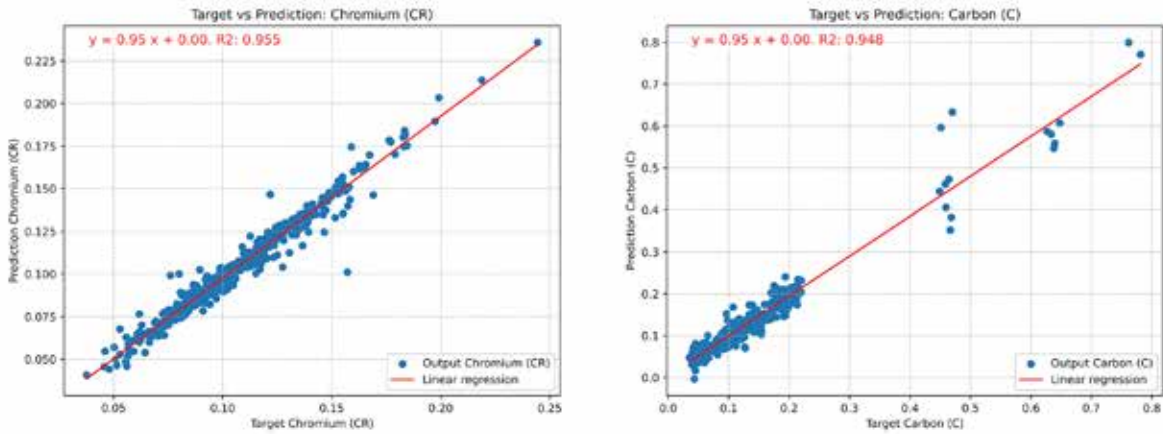 Target vs Prediction: Chromium (CR)
y = 0.95 x + 0.00. R2: 0.955
Prediction Chromium (CR)
0.225
0.200
0.175
0.150
0.125
0.100
0.075
0.050
Output Chromium (CR)
Linear regression
0.05 0.10 0.15 0.20 0.25
Target Chromium (CR)
Target vs Prediction: Carbon (C)
y = 0.95 x + 0.00. R2: 0.948
Prediction Carbon (C)
0.8
0.7
0.6
0.5
0.4
0.3
0.2
0.1
0.0
Output Carbon (C)
Linear regression
0.0 0.1 0.2 0.3 0.4 0.5 0.6 0.7 0.8
Target Carbon (C)